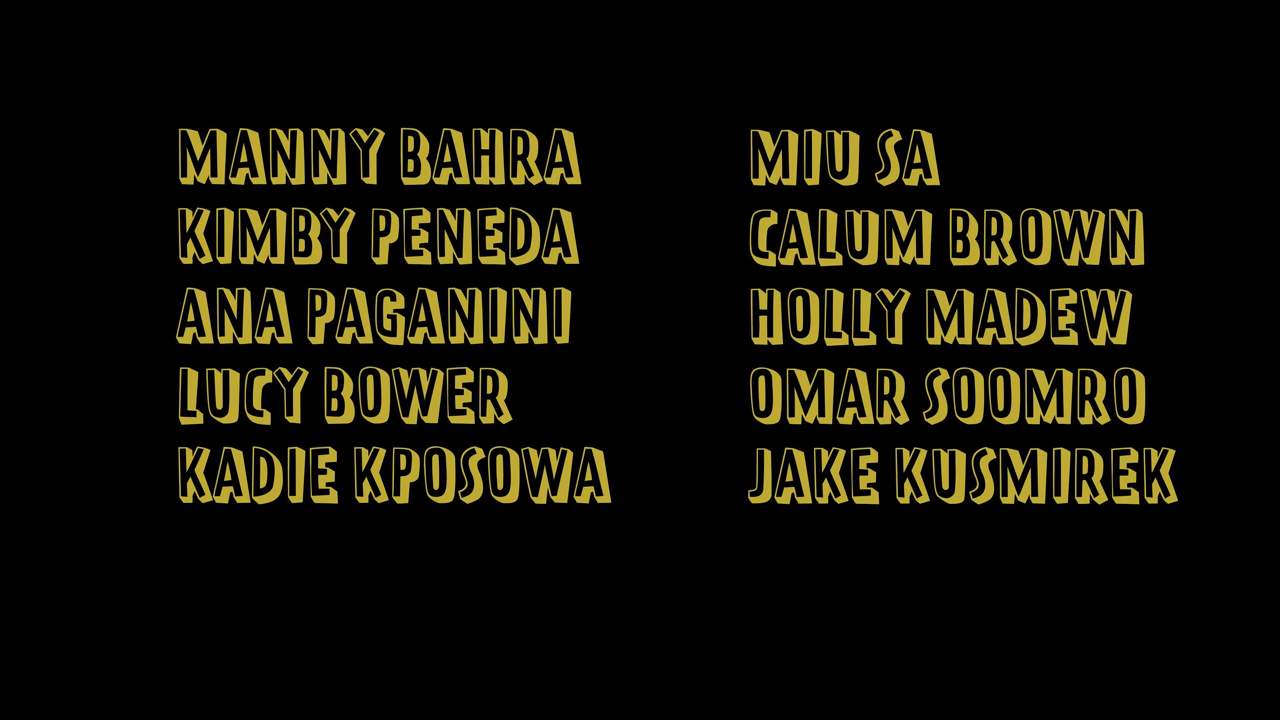 MANNY BAHRA
KIMBY PENEDA
ANA PAGANINI
LUCY BOWER
KADIE KPOSOWA
MIU SA
CALUM BROWN
HOLLY MADEW
OMAR SOOMRO
JAKE KUSMIREK